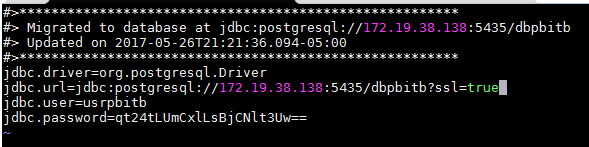 #>**************************************************
#> Migrated to database at jdbc:postgresql://172.19.38.138:5435/dbpbitb
#> Updated on 2017-05-26T21:21:36.094-05:00
#>**************************************************
jdbc.driver=org.postgresql.Driver
jdbc.url=jdbc:postgresql://172.19.38.138:5435/dbpbitb?ssl=true
jdbc.user=usrpbitb
jdbc.password=qt24tLUmCxlLsBjCNlt3Uw==
~